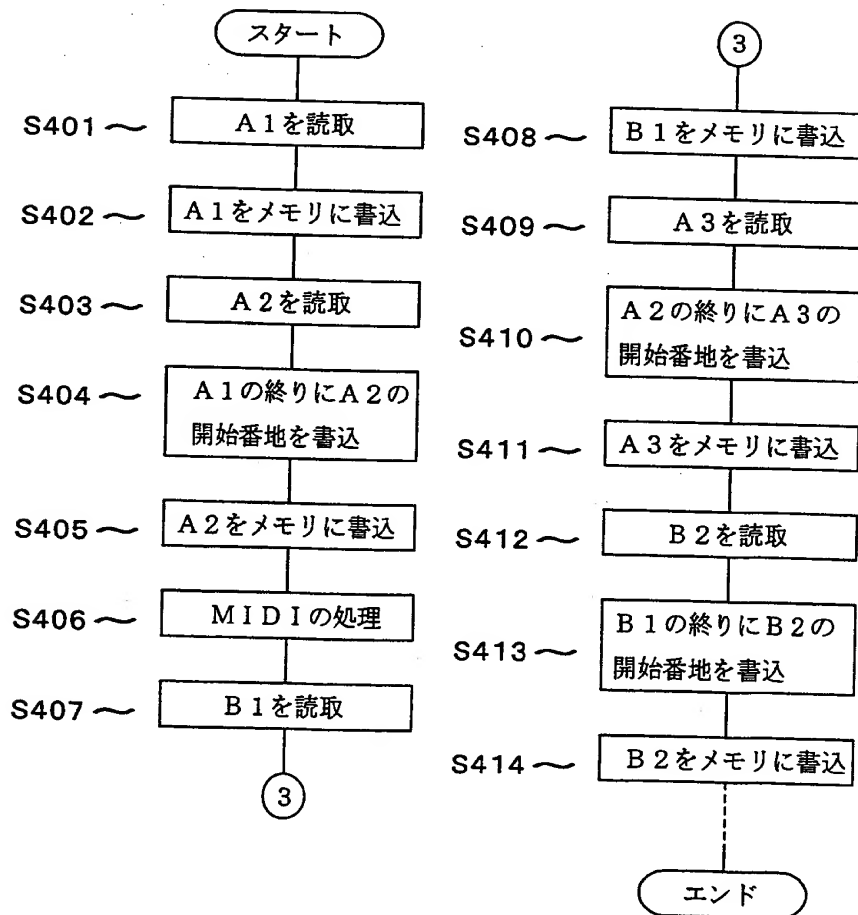 スタート
S401～ A1を読取
S402～ A1をメモリに書込
S403～ A2を読取
S404～ A1の終りにA2の
開始番地を書込
S405～ A2をメモリに書込
S406～ MIDIの処理
S407～ B1を読取
3
3
S408～ B1をメモリに書込
S409～ A3を読取
S410～ A2の終りにA3の
開始番地を書込
S411～ A3をメモリに書込
S412～ B2を読取
S413～ B1の終りにB2の
開始番地を書込
S414～ B2をメモリに書込
エンド